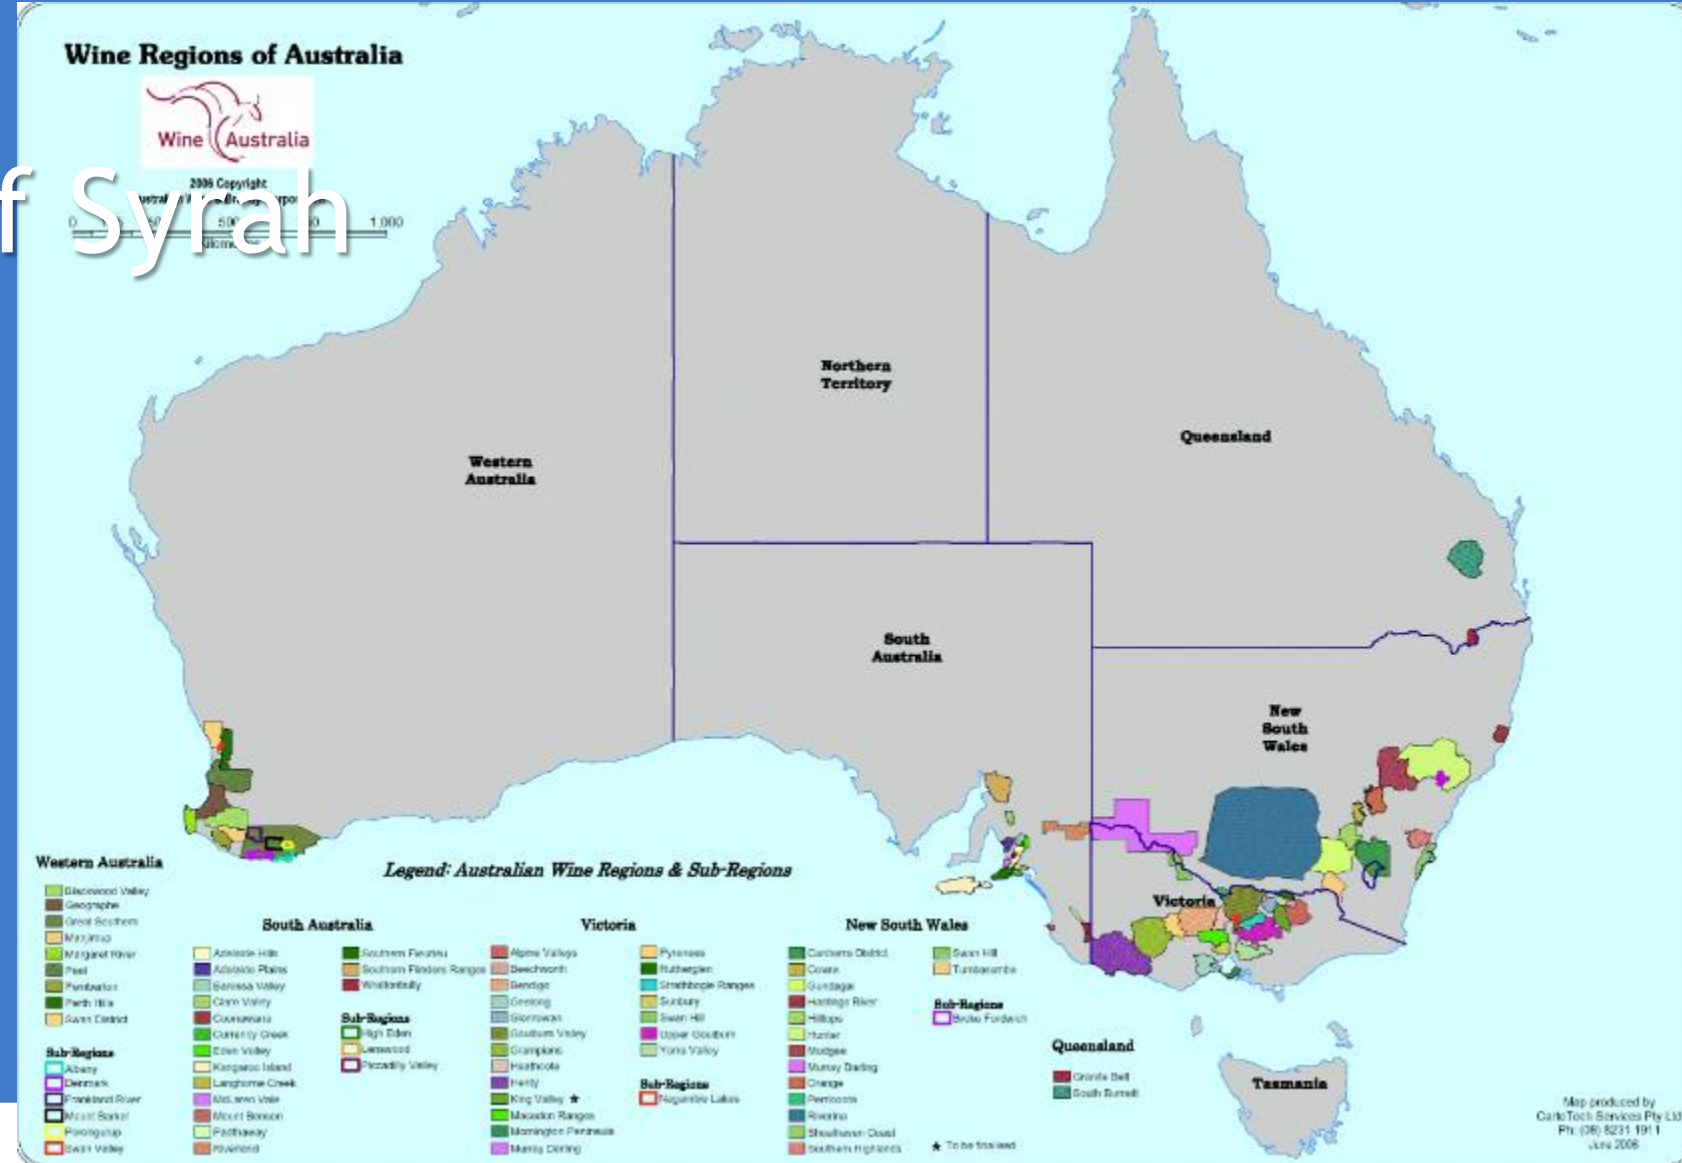 Wine Regions of Australia
Wine Australia
f Syrah
2006 Copyright
0 500 1,000
Northern
Territory
Queensland
Western
Australia
South
Australia
New
South
Wales
Victoria
Tasmania
Legend: Australian Wine Regions & Sub-Regions
Western Australia
Blackwood Valley
Geographe
Great Southern
Manjimup
Margaret River
Peel
Pemberton
Perth Hills
Swan District
Sub-Regions
Albany
Denmark
Frankland River
Mount Barker
Porongurup
Swan Valley
South Australia
Adelaide Hills
Adelaide Plains
Barossa Valley
Clare Valley
Coonawarra
Currency Creek
Eden Valley
Kangaroo Island
Langhorne Creek
McLaren Vale
Mount Benson
Padthaway
Riverland
Southern Fleurieu
Southern Flinders Ranges
Wrattonbully
Sub-Regions
High Eden
Lenswood
Piccadilly Valley
Victoria
Alpine Valleys
Beechworth
Bendigo
Geelong
Glenrowan
Goulburn Valley
Grampians
Heathcote
Henty
King Valley ★
Macedon Ranges
Mornington Peninsula
Murray Darling
Pyrenees
Rutherglen
Strathbogie Ranges
Sunbury
Swan Hill
Upper Goulburn
Yarra Valley
Sub-Regions
Nagambie Lakes
New South Wales
Canberra District
Cowra
Gundagai
Hastings River
Hilltops
Hunter
Mudgee
Murray Darling
Orange
Perricoota
Riverina
Shoalhaven Coast
Southern Highlands
Swan Hill
Tumbarumba
Sub-Regions
Broke Fordwich
★ To be finalised
Queensland
Granite Belt
South Burnett
Map produced by
CartoTech Services Pty Ltd
Ph: (08) 8231 1911
June 2006